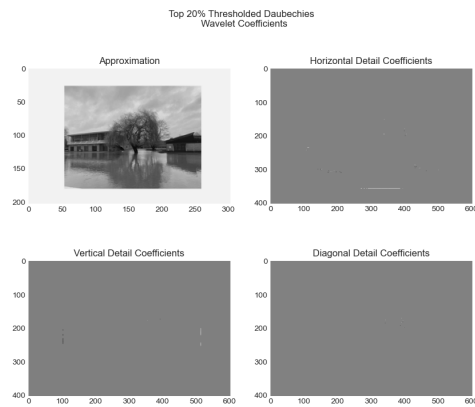 Top 20% Thresholded Daubechies
Wavelet Coefficients
Approximation
0
50
100
150
200
0 50 100 150 200 250 300
Horizontal Detail Coefficients
0
100
200
300
400
0 100 200 300 400 500 600
Vertical Detail Coefficients
0
100
200
300
400
0 100 200 300 400 500 600
Diagonal Detail Coefficients
0
100
200
300
400
0 100 200 300 400 500 600